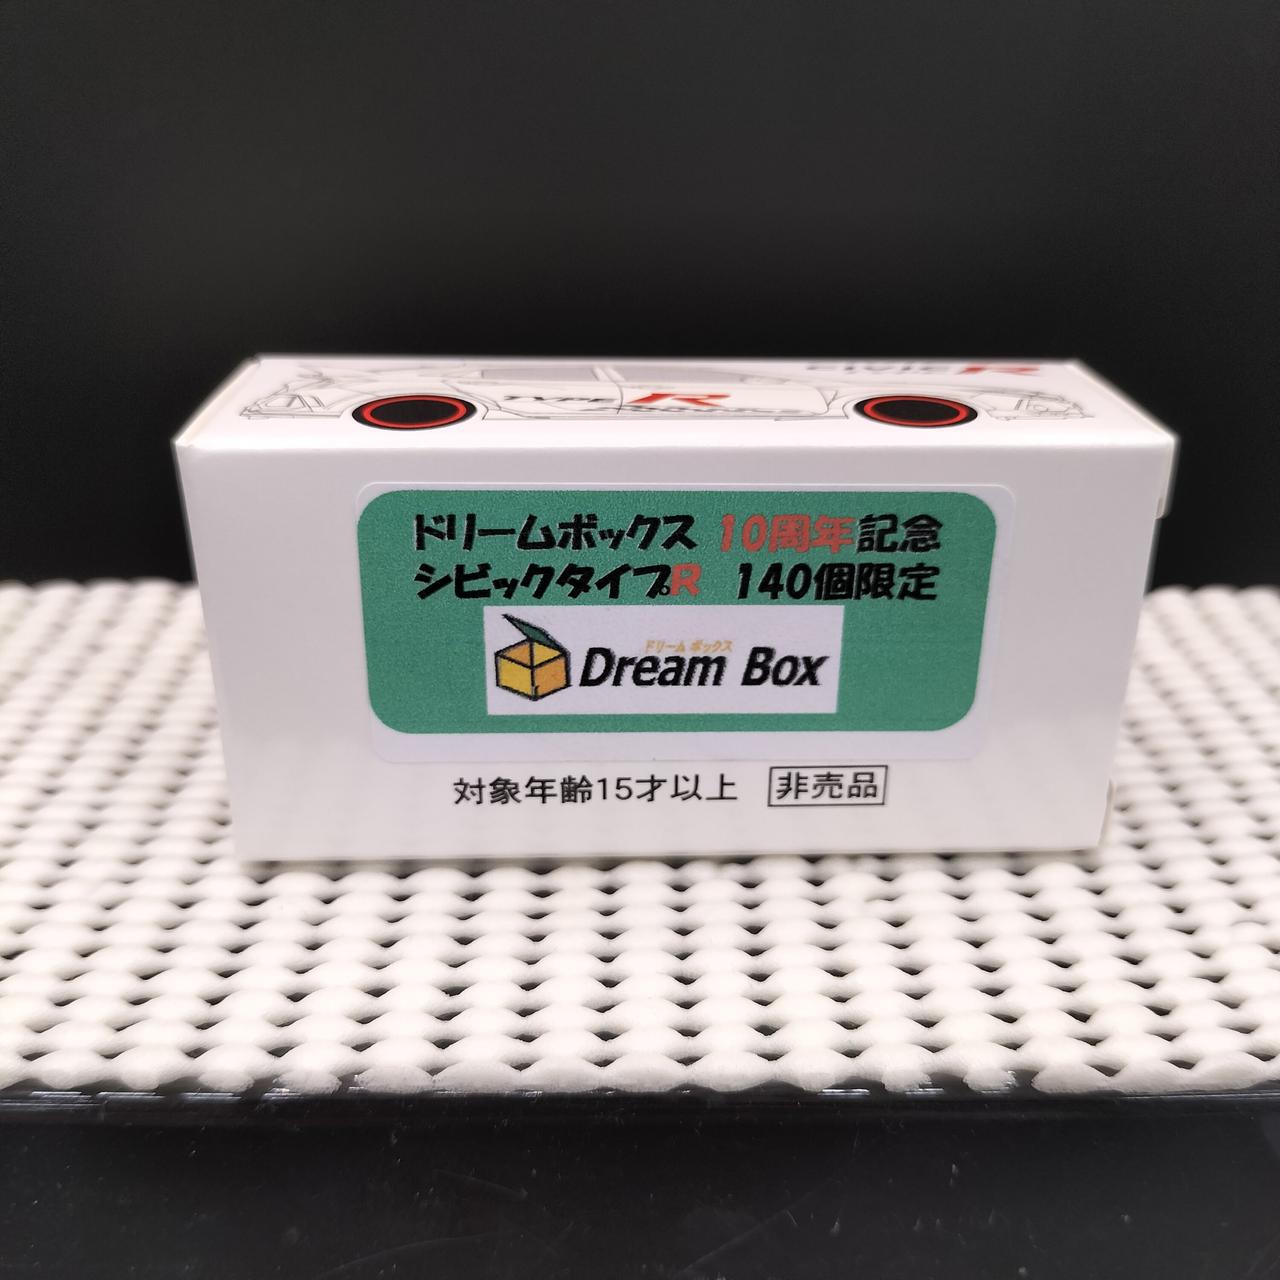 CIVIC R
TYPE R
ドリームボックス 10周年記念
シビックタイプR 140個限定
ドリームボックス
Dream Box
対象年齢15才以上 非売品